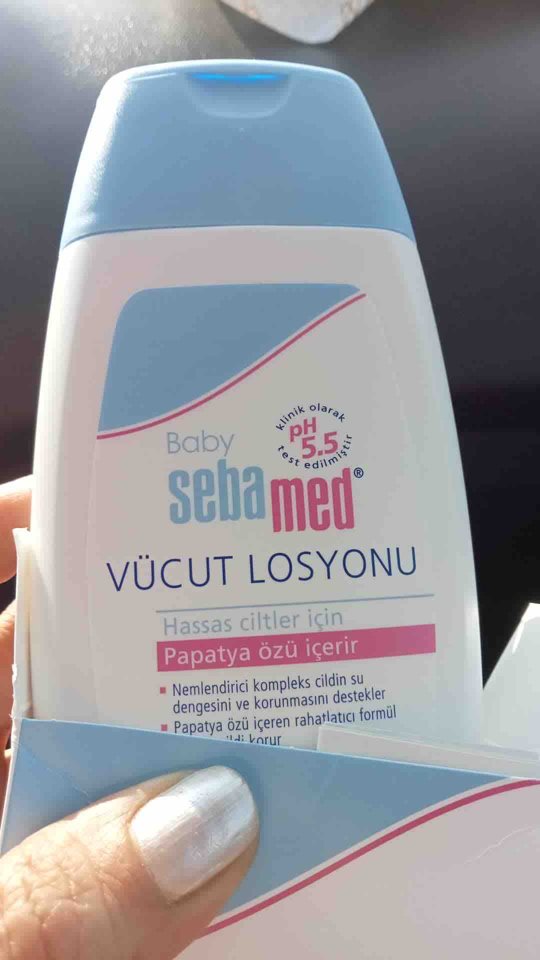 Baby
klinik olarak
pH
5.5
test edilmiştir
sebamed®
VÜCUT LOSYONU
Hassas ciltler için
Papatya özü içerir
▪ Nemlendirici kompleks cildin su
dengesini ve korunmasını destekler
▪ Papatya özü içeren rahatlatıcı formül
korur